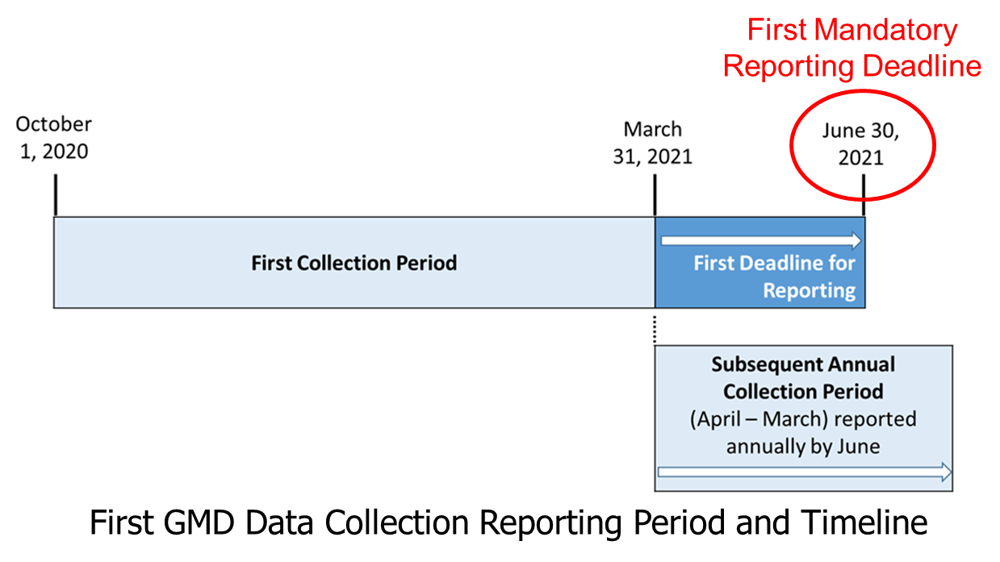 First Mandatory
Reporting Deadline
October
1, 2020
March
31, 2021
June 30,
2021
First Collection Period
First Deadline for
Reporting
Subsequent Annual
Collection Period
(April – March) reported
annually by June
First GMD Data Collection Reporting Period and Timeline